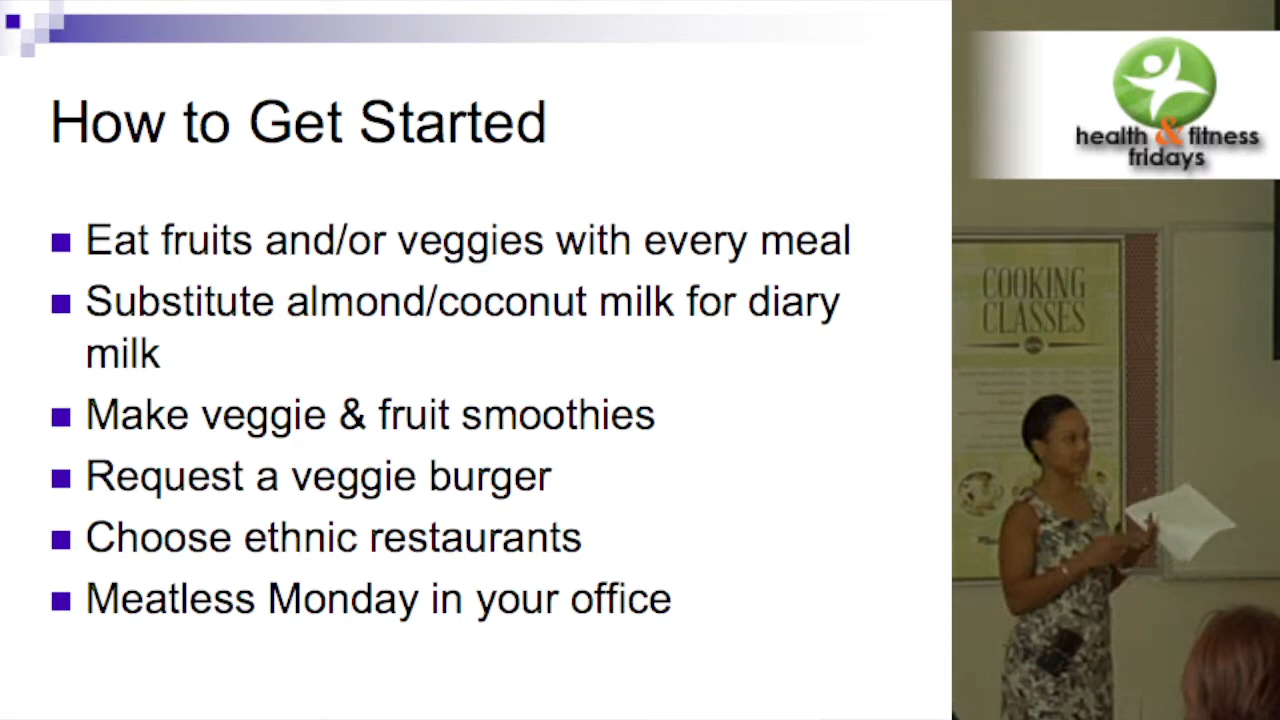 How to Get Started
Eat fruits and/or veggies with every meal
Substitute almond/coconut milk for diary
milk
Make veggie & fruit smoothies
Request a veggie burger
Choose ethnic restaurants
Meatless Monday in your office
health & fitness
fridays
COOKING
CLASSES